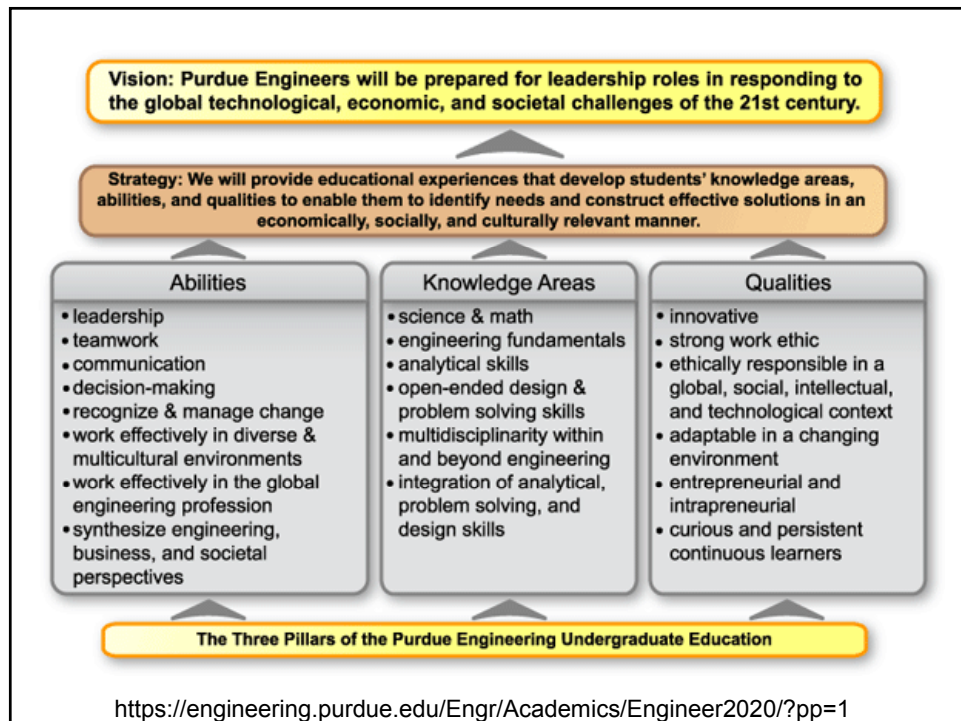 Vision: Purdue Engineers will be prepared for leadership roles in responding to
the global technological, economic, and societal challenges of the 21st century.
Strategy: We will provide educational experiences that develop students' knowledge areas,
abilities, and qualities to enable them to identify needs and construct effective solutions in an
economically, socially, and culturally relevant manner.
Abilities
• leadership
• teamwork
• communication
• decision-making
• recognize & manage change
• work effectively in diverse &
multicultural environments
• work effectively in the global
engineering profession
• synthesize engineering,
business, and societal
perspectives
Knowledge Areas
• science & math
• engineering fundamentals
• analytical skills
• open-ended design &
problem solving skills
• multidisciplinarity within
and beyond engineering
• integration of analytical,
problem solving, and
design skills
Qualities
• innovative
• strong work ethic
• ethically responsible in a
global, social, intellectual,
and technological context
• adaptable in a changing
environment
• entrepreneurial and
intrapreneurial
• curious and persistent
continuous learners
The Three Pillars of the Purdue Engineering Undergraduate Education
https://engineering.purdue.edu/Engr/Academics/Engineer2020/?pp=1